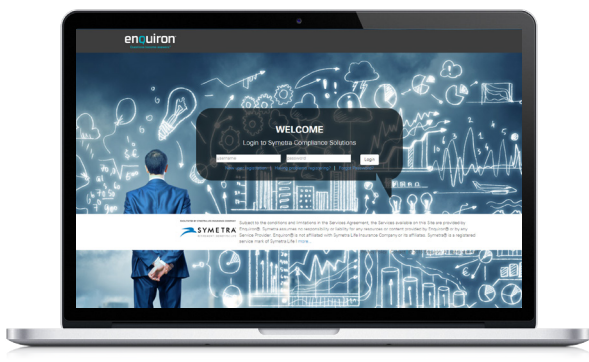 enquiron
WELCOME
Login to Symetra Compliance Solutions
username password Login
SYMETRA
Subject to the conditions and limitations in the Services Agreement, the Services available on this Site are provided by
Enquiron®. Symetra assumes no responsibility or liability for any resources or content provided by Enquiron® or by any
Service Provider. Enquiron® is not affiliated with Symetra Life Insurance Company or its affiliates. Symetra® is a registered
service mark of Symetra Life | more...